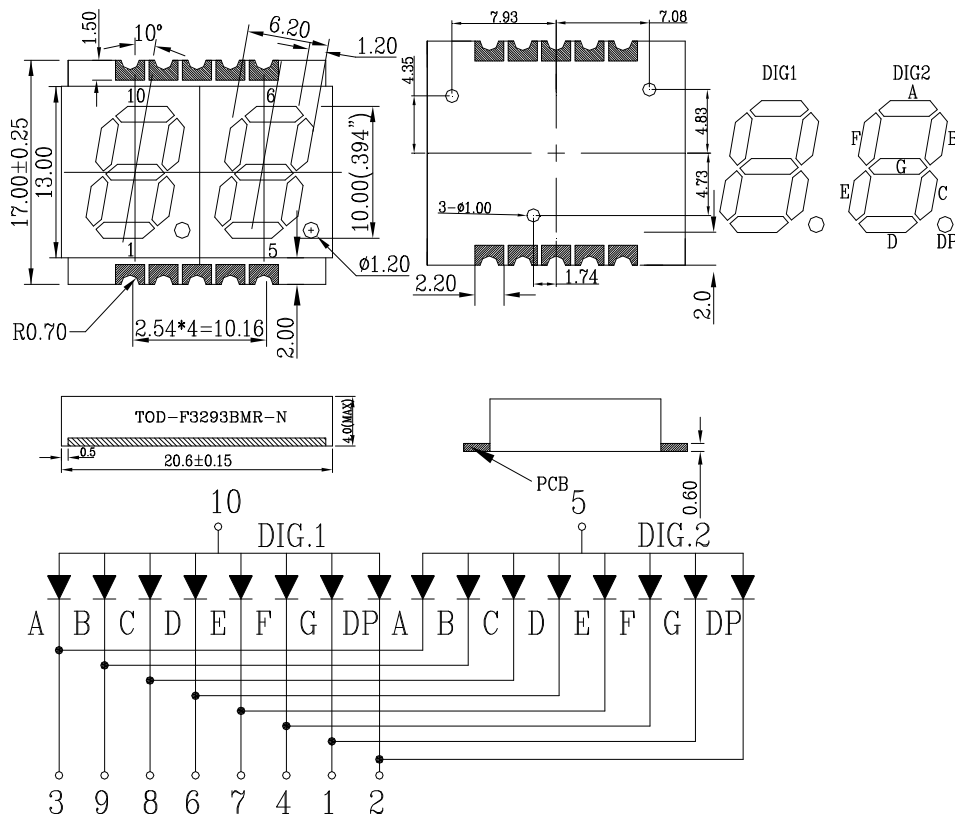 1.50
10°
6.20
1.20
7.93
7.08
4.35
DIG1
DIG2
A
10
6
F
B
4.83
17.00±0.25
13.00
10.00(.394")
G
E
C
4.73
3-ø1.00
D
DP
1
5
ø1.20
2.20
1.74
2.0
R0.70
2.54*4=10.16
2.00
TOD-F3293BMR-N
4.0(MAX)
0.5
20.6±0.15
PCB
0.60
10
DIG.1
5
DIG.2
A B C D E F G DP A B C D E F G DP
3 9 8 6 7 4 1 2